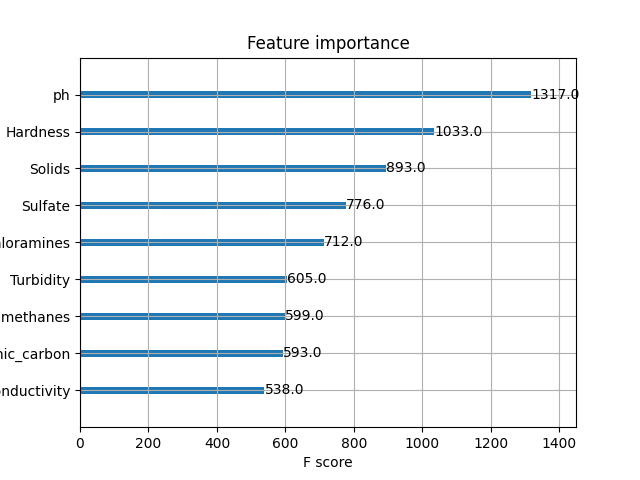 Feature importance
ph
1317.0
Hardness
1033.0
Solids
893.0
Sulfate
776.0
loramines
712.0
Turbidity
605.0
methanes
599.0
nic_carbon
593.0
onductivity
538.0
0 200 400 600 800 1000 1200 1400
F score